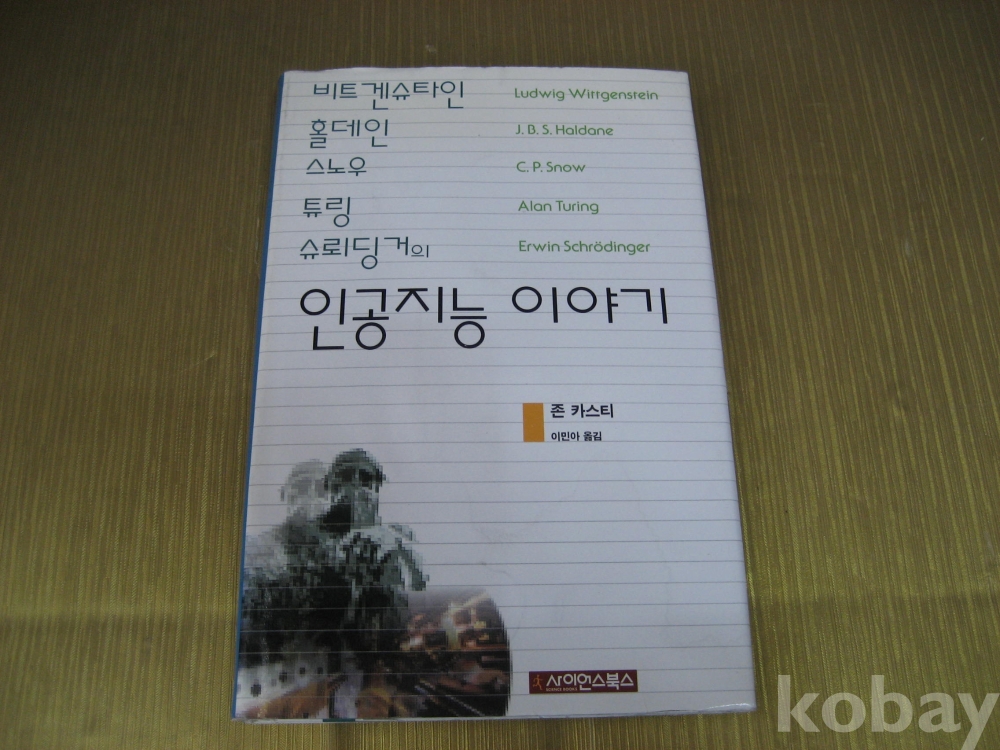 비트겐슈타인 Ludwig Wittgenstein
홀데인 J. B. S. Haldane
스노우 C. P. Snow
튜링 Alan Turing
슈뢰딩거의 Erwin Schrödinger
인공지능 이야기
존 카스티
이민아 옮김
사이언스북스
SCIENCE BOOKS
kobay